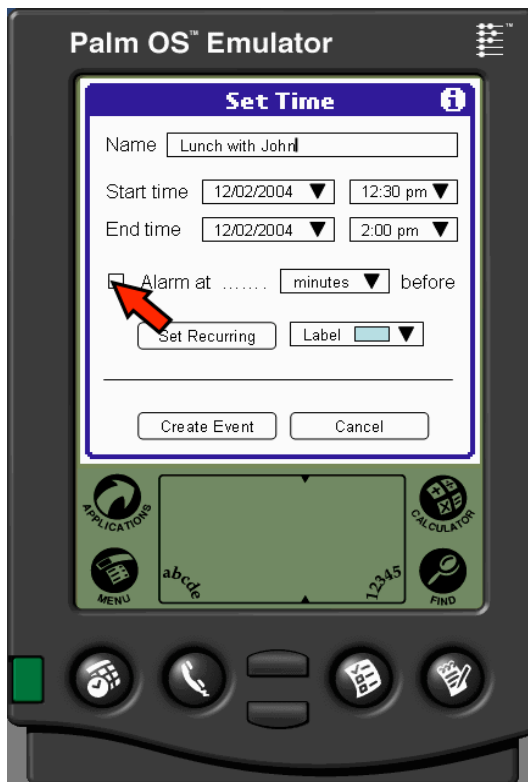 Palm OS™ Emulator
™
Set Time
i
Name Lunch with John
Start time 12/02/2004 12:30 pm
End time 12/02/2004 2:00 pm
Alarm at ....... minutes before
Set Recurring Label
Create Event Cancel
APPLICATIONS
CALCULATOR
MENU
abcde
12345
FIND